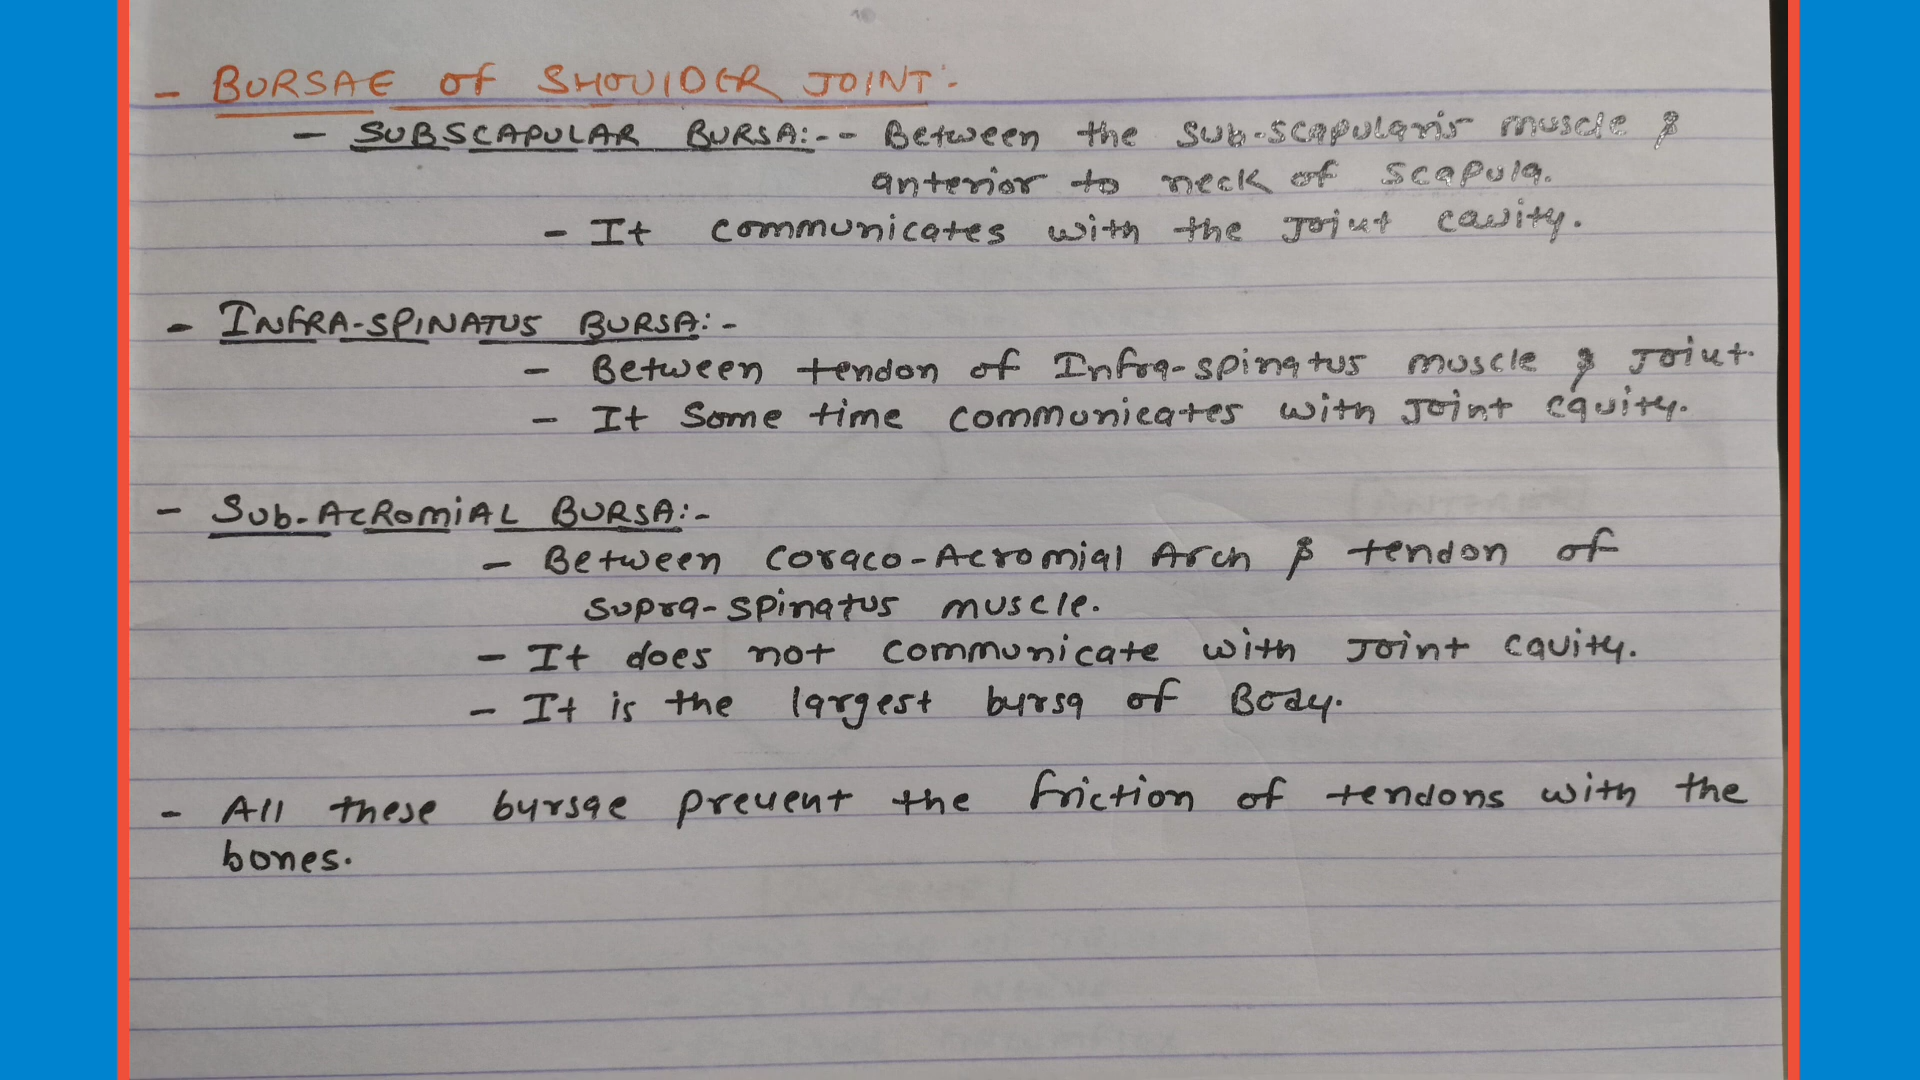 - BURSAE of SHOUlDER JOINT:-
- SUBSCAPULAR BURSA:-- Between the Sub-scapularis muscle &
anterior to neck of scapula.
- It communicates with the Joint cavity.
- INFRA-SPINATUS BURSA:-
- Between tendon of Infra-spinatus muscle & Joint.
- It Some time communicates with Joint cavity.
- Sub-ACROMiAL BURSA:-
- Between Coraco-Acromial Arch & tendon of
supra-spinatus muscle.
- It does not communicate with Joint cavity.
- It is the largest bursa of Body.
- All these bursae prevent the friction of tendons with the
bones.